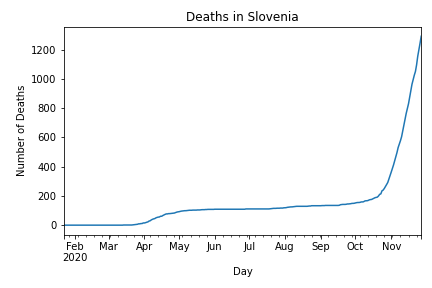 Deaths in Slovenia
Number of Deaths
1200
1000
800
600
400
200
0
Feb Mar Apr May Jun Jul Aug Sep Oct Nov
2020
Day